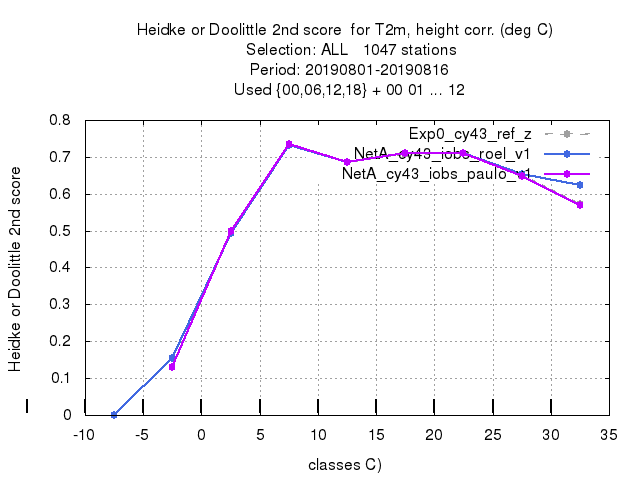 Heidke or Doolittle 2nd score  for T2m, height corr. (deg C)
Selection: ALL   1047 stations
Period: 20190801-20190816
Used {00,06,12,18} + 00 01 ... 12
Exp0_cy43_ref_z
NetA_cy43_iobs_roel_v1
NetA_cy43_iobs_paulo_v1
Heidke or Doolittle 2nd score
0.8
0.7
0.6
0.5
0.4
0.3
0.2
0.1
0
-10 -5 0 5 10 15 20 25 30 35
classes C)